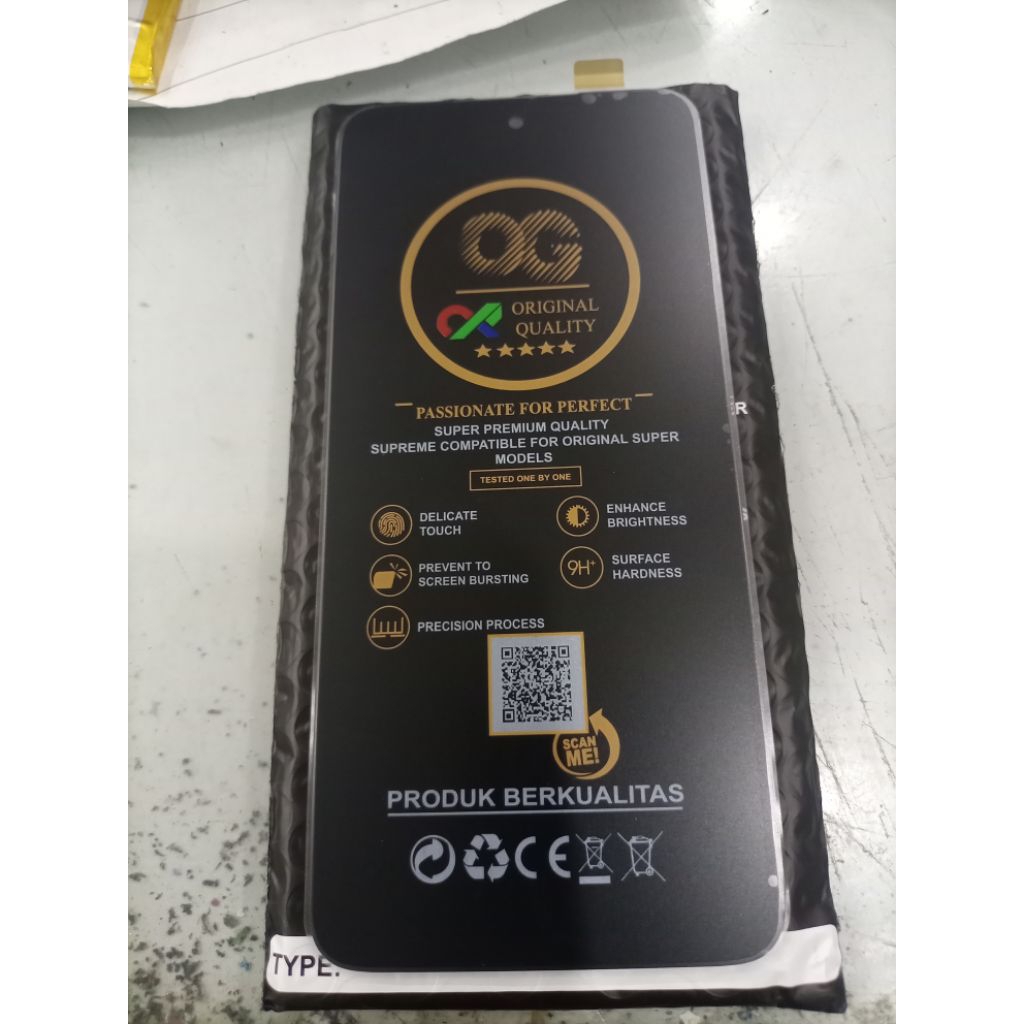 OG
ORIGINAL
QUALITY
PASSIONATE FOR PERFECT
SUPER PREMIUM QUALITY
SUPREME COMPATIBLE FOR ORIGINAL SUPER
MODELS
TESTED ONE BY ONE
DELICATE
TOUCH
ENHANCE
BRIGHTNESS
PREVENT TO
SCREEN BURSTING
9H+
SURFACE
HARDNESS
PRECISION PROCESS
SCAN
ME!
PRODUK BERKUALITAS
CE
TYPE: